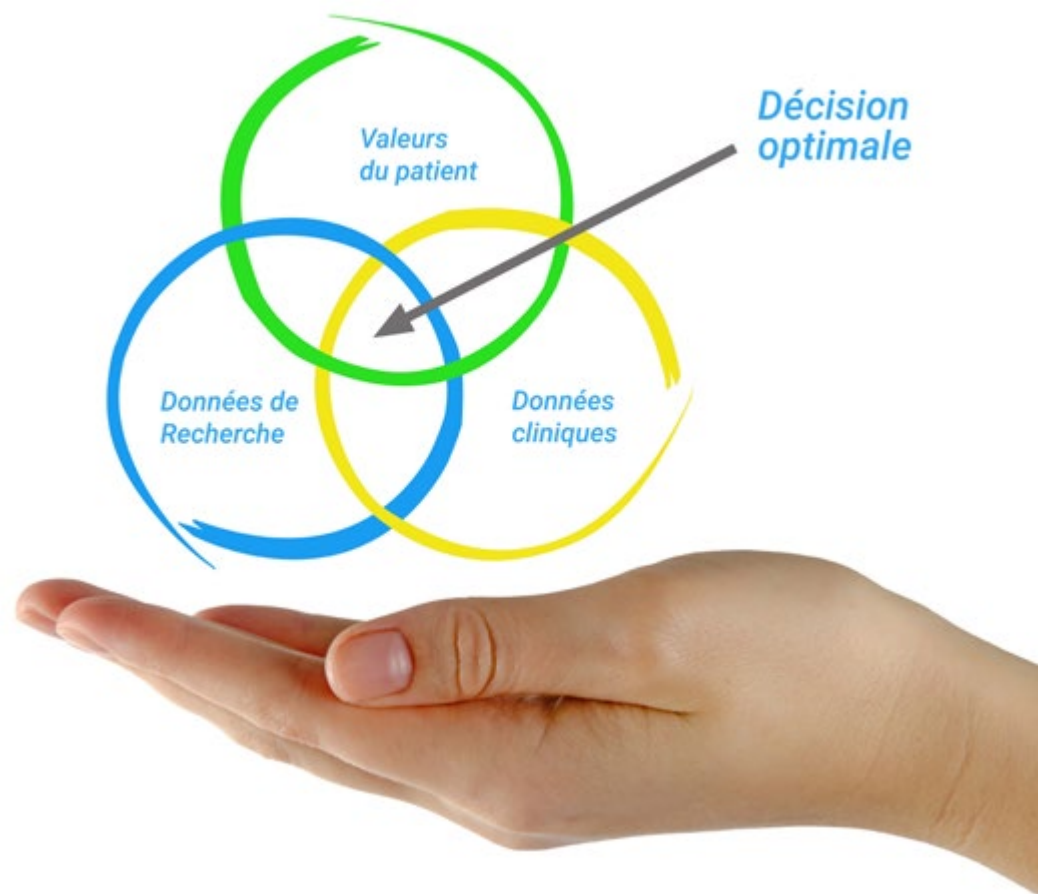 Valeurs
du patient
Décision
optimale
Données de
Recherche
Données
cliniques